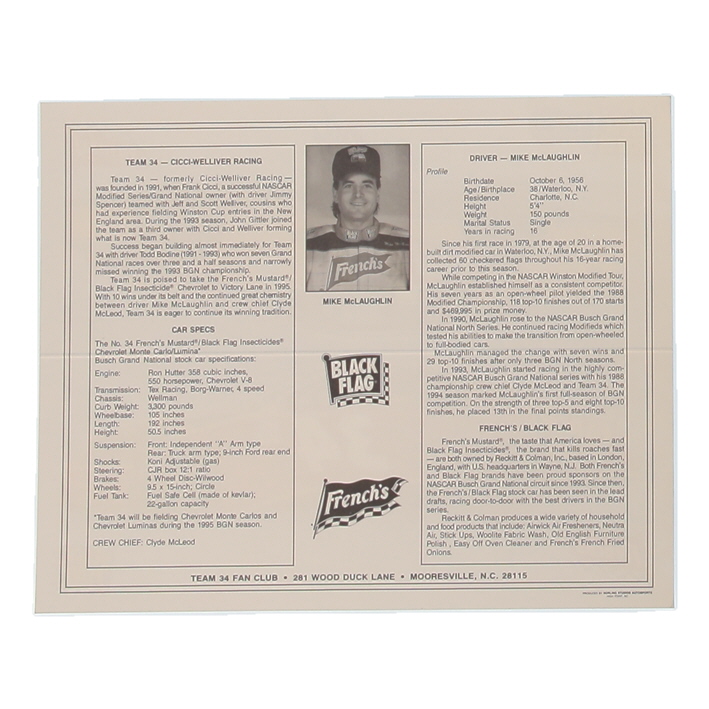 TEAM 34 — CICCI-WELLIVER RACING
Team 34 — formerly Cicci-Welliver Racing —
was founded in 1991, when Frank Cicci, a successful NASCAR
Modified Series/Grand National owner (with driver Jimmy
Spencer) teamed with Jeff and Scott Welliver, cousins who
had experience fielding Winston Cup entries in the New
England area. During the 1993 season, John Gittler joined
the team as a third owner with Cicci and Welliver forming
what is now Team 34.
Success began building almost immediately for Team
34 with driver Todd Bodine (1991 - 1993) who won seven Grand
National races over three and a half seasons and narrowly
missed winning the 1993 BGN championship.
Team 34 is poised to take the French's Mustard®/
Black Flag Insecticide® Chevrolet to Victory Lane in 1995.
With 10 wins under its belt and the continued great chemistry
between driver Mike McLaughlin and crew chief Clyde
McLeod, Team 34 is eager to continue its winning tradition.
CAR SPECS
The No. 34 French's Mustard®/Black Flag Insecticides®
Chevrolet Monte Carlo/Lumina*
Busch Grand National stock car specifications:
Engine: Ron Hutter 358 cubic inches,
550 horsepower, Chevrolet V-8
Transmission: Tex Racing, Borg-Warner, 4 speed
Chassis: Wellman
Curb Weight: 3,300 pounds
Wheelbase: 105 inches
Length: 192 inches
Height: 50.5 inches
Suspension: Front: Independent "A" Arm type
Rear: Truck arm type; 9-inch Ford rear end
Shocks: Koni Adjustable (gas)
Steering: CJR box 12:1 ratio
Brakes: 4 Wheel Disc-Wilwood
Wheels: 9.5 x 15-inch; Circle
Fuel Tank: Fuel Safe Cell (made of kevlar);
22-gallon capacity
*Team 34 will be fielding Chevrolet Monte Carlos and
Chevrolet Luminas during the 1995 BGN season.
CREW CHIEF: Clyde McLeod
French's
MIKE McLAUGHLIN
BLACK
FLAG
French's
DRIVER — MIKE McLAUGHLIN
Profile
Birthdate October 6, 1956
Age/Birthplace 38/Waterloo, N.Y.
Residence Charlotte, N.C.
Height 5'4"
Weight 150 pounds
Marital Status Single
Years in racing 16
Since his first race in 1979, at the age of 20 in a home-
built dirt modified car in Waterloo, N.Y., Mike McLaughlin has
collected 60 checkered flags throughout his 16-year racing
career prior to this season.
While competing in the NASCAR Winston Modified Tour,
McLaughlin established himself as a consistent competitor.
His seven years as an open-wheel pilot yielded the 1988
Modified Championship, 118 top-10 finishes out of 170 starts
and $469,995 in prize money.
In 1990, McLaughlin rose to the NASCAR Busch Grand
National North Series. He continued racing Modifieds which
tested his abilities to make the transition from open-wheeled
to full-bodied cars.
McLaughlin managed the change with seven wins and
29 top-10 finishes after only three BGN North seasons.
In 1993, McLaughlin started racing in the highly com-
petitive NASCAR Busch Grand National series with his 1988
championship crew chief Clyde McLeod and Team 34. The
1994 season marked McLaughlin's first full-season of BGN
competition. On the strength of three top-5 and eight top-10
finishes, he placed 13th in the final points standings.
FRENCH'S / BLACK FLAG
French's Mustard®, the taste that America loves — and
Black Flag Insecticides®, the brand that kills roaches fast
— are both owned by Reckitt & Colman, Inc., based in London,
England, with U.S. headquarters in Wayne, N.J. Both French's
and Black Flag brands have been proud sponsors on the
NASCAR Busch Grand National circuit since 1993. Since then,
the French's / Black Flag stock car has been seen in the lead
drafts, racing door-to-door with the best drivers in the BGN
series.
Reckitt & Colman produces a wide variety of household
and food products that include: Airwick Air Fresheners, Neutra
Air, Stick Ups, Woolite Fabric Wash, Old English Furniture
Polish, Easy Off Oven Cleaner and French's French Fried
Onions.
TEAM 34 FAN CLUB • 281 WOOD DUCK LANE • MOORESVILLE, N.C. 28115